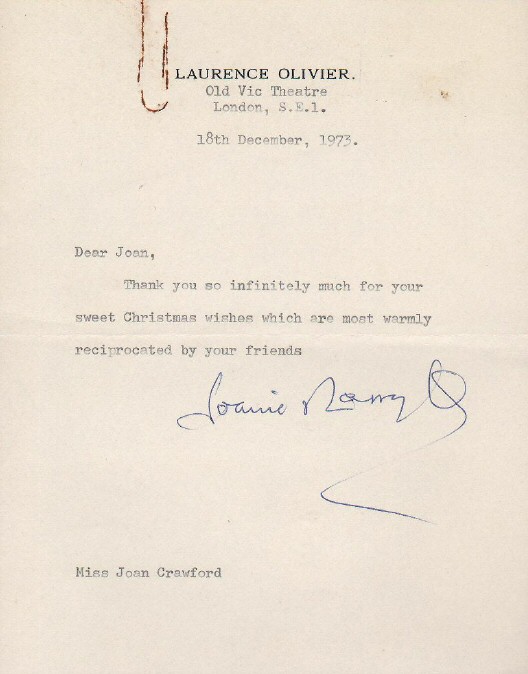 LAURENCE OLIVIER.
Old Vic Theatre
London, S.E.1.
18th December, 1973.
Dear Joan,
Thank you so infinitely much for your
sweet Christmas wishes which are most warmly
reciprocated by your friends
Joanie
Miss Joan Crawford